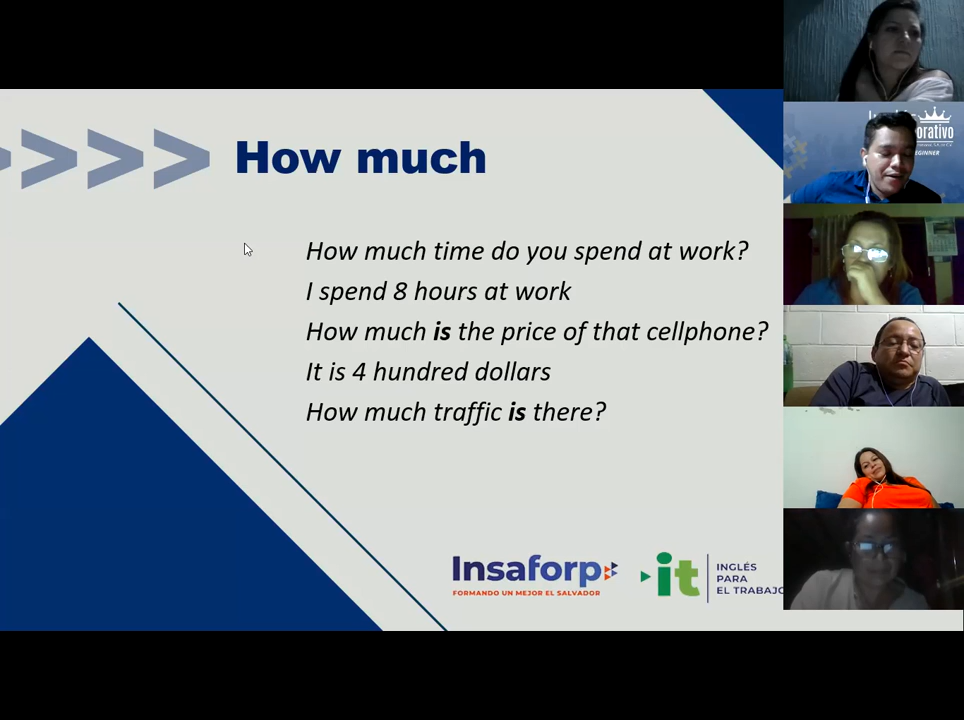 How much
How much time do you spend at work?
I spend 8 hours at work
How much is the price of that cellphone?
It is 4 hundred dollars
How much traffic is there?
Insaforp
FORMANDO UN MEJOR EL SALVADOR
it
INGLÉS
PARA
EL TRABAJO